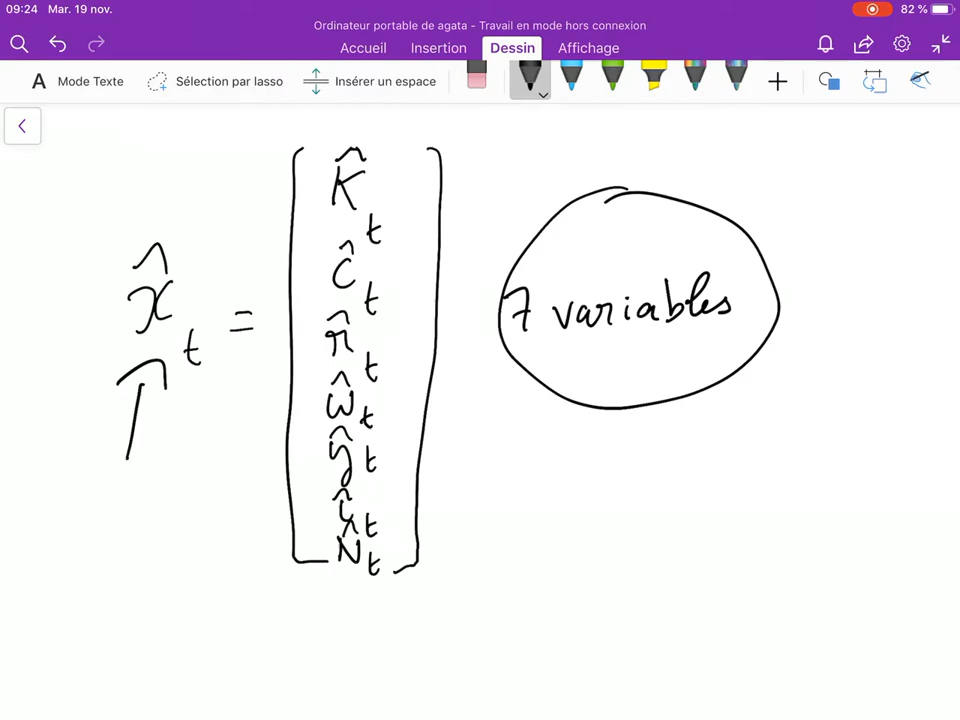 09:24 Mar. 19 nov.
82 %
Ordinateur portable de agata - Travail en mode hors connexion
Accueil Insertion Dessin Affichage
A Mode Texte Sélection par lasso Insérer un espace
x̂t =
K̂t
ĉt
r̂t
ŵt
ŷt
î t
N̂t
7 variables